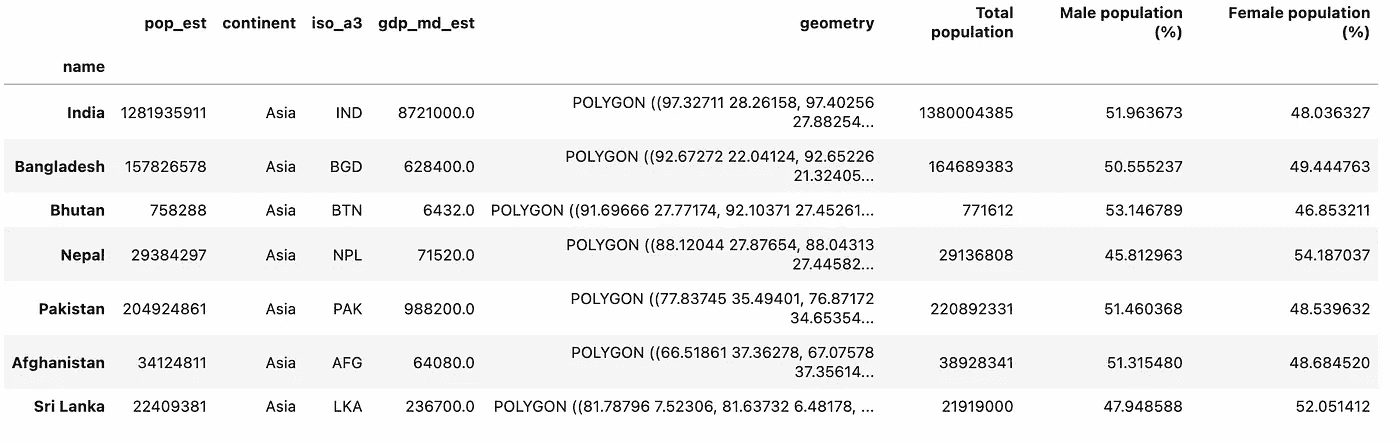 pop_est continent iso_a3 gdp_md_est geometry Total population Male population (%) Female population (%)
name
India 1281935911 Asia IND 8721000.0 POLYGON ((97.32711 28.26158, 97.40256 27.88254... 1380004385 51.963673 48.036327
Bangladesh 157826578 Asia BGD 628400.0 POLYGON ((92.67272 22.04124, 92.65226 21.32405... 164689383 50.555237 49.444763
Bhutan 758288 Asia BTN 6432.0 POLYGON ((91.69666 27.77174, 92.10371 27.45261... 771612 53.146789 46.853211
Nepal 29384297 Asia NPL 71520.0 POLYGON ((88.12044 27.87654, 88.04313 27.44582... 29136808 45.812963 54.187037
Pakistan 204924861 Asia PAK 988200.0 POLYGON ((77.83745 35.49401, 76.87172 34.65354... 220892331 51.460368 48.539632
Afghanistan 34124811 Asia AFG 64080.0 POLYGON ((66.51861 37.36278, 67.07578 37.35614... 38928341 51.315480 48.684520
Sri Lanka 22409381 Asia LKA 236700.0 POLYGON ((81.78796 7.52306, 81.63732 6.48178, ... 21919000 47.948588 52.051412